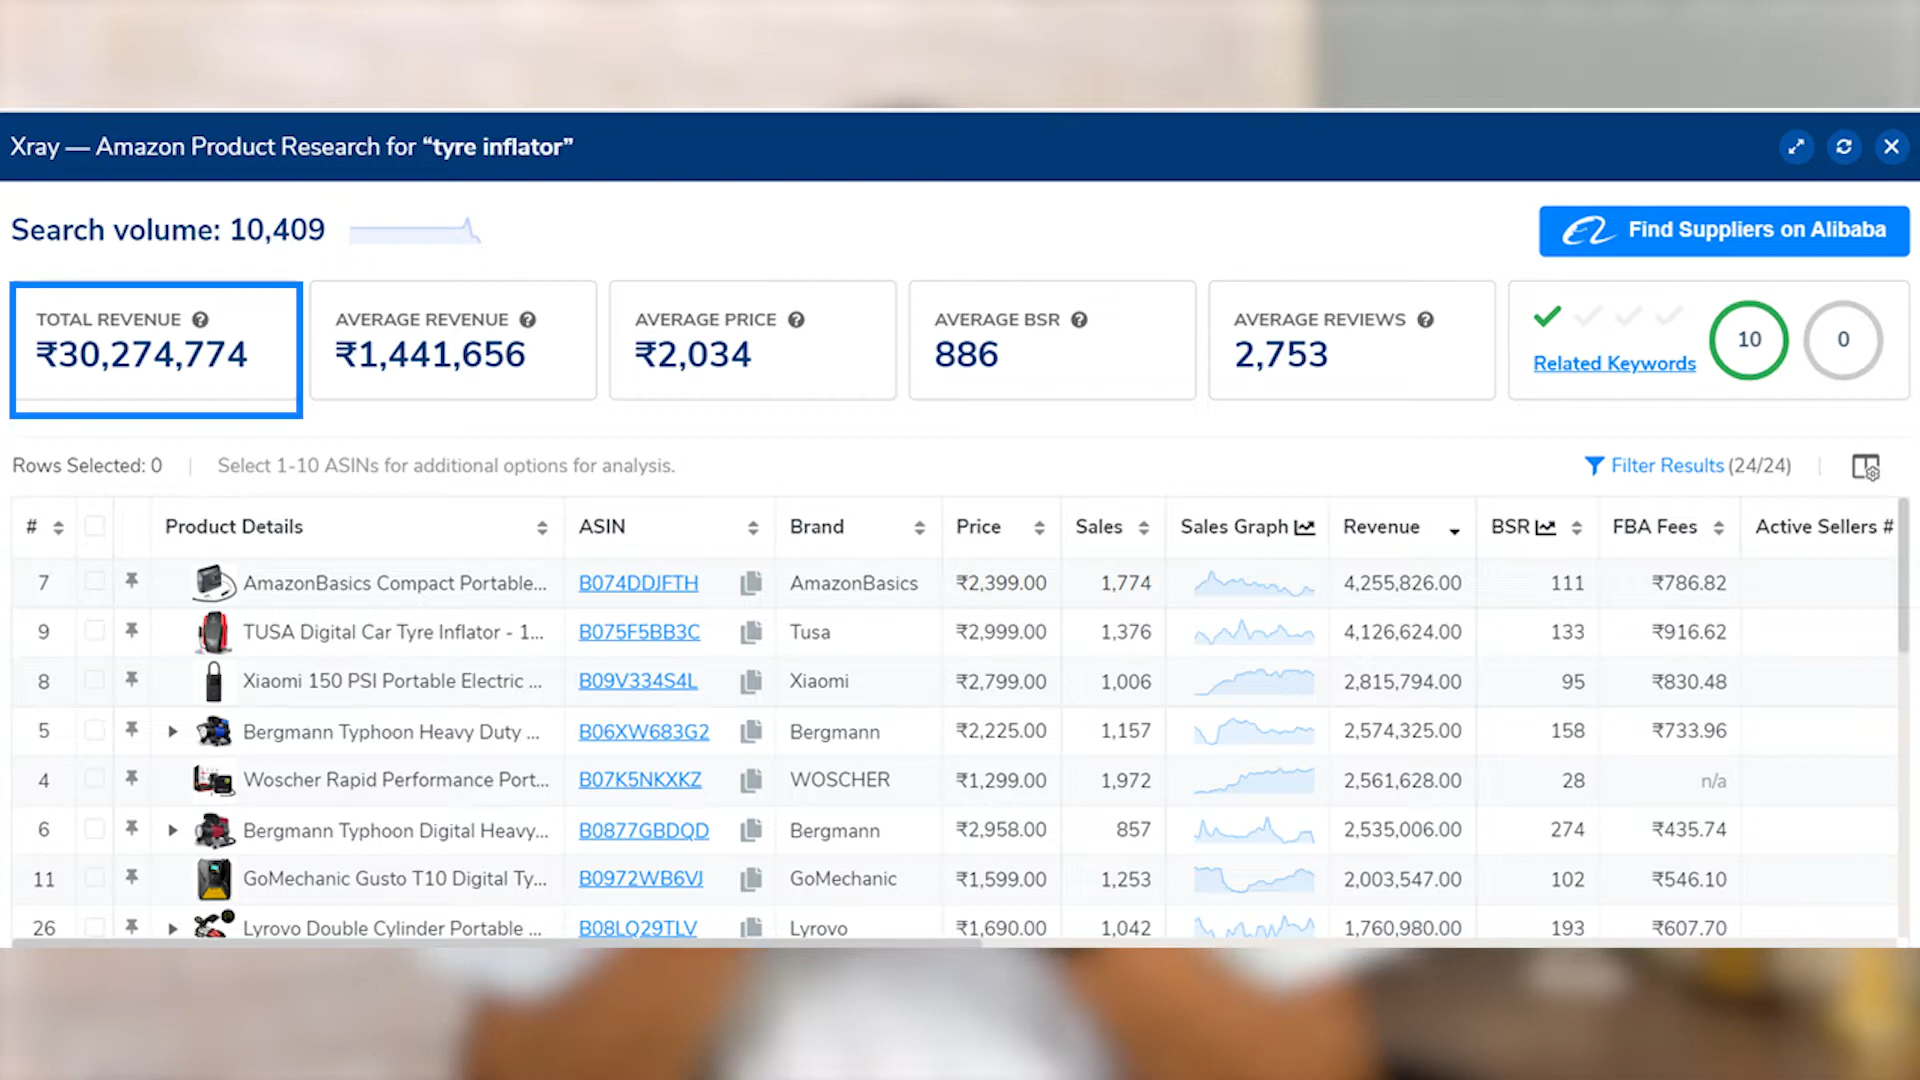 Xray — Amazon Product Research for “tyre inflator”
Search volume: 10,409
Find Suppliers on Alibaba
TOTAL REVENUE
₹30,274,774
AVERAGE REVENUE
₹1,441,656
AVERAGE PRICE
₹2,034
AVERAGE BSR
886
AVERAGE REVIEWS
2,753
Related Keywords
10
0
Rows Selected: 0 | Select 1-10 ASINs for additional options for analysis.
Filter Results (24/24)
# Product Details ASIN Brand Price Sales Sales Graph Revenue BSR FBA Fees Active Sellers #
7 AmazonBasics Compact Portable... B074DDJFTH AmazonBasics ₹2,399.00 1,774 4,255,826.00 111 ₹786.82
9 TUSA Digital Car Tyre Inflator - 1... B075F5BB3C Tusa ₹2,999.00 1,376 4,126,624.00 133 ₹916.62
8 Xiaomi 150 PSI Portable Electric ... B09V334S4L Xiaomi ₹2,799.00 1,006 2,815,794.00 95 ₹830.48
5 Bergmann Typhoon Heavy Duty ... B06XW683G2 Bergmann ₹2,225.00 1,157 2,574,325.00 158 ₹733.96
4 Woscher Rapid Performance Port... B07K5NKXKZ WOSCHER ₹1,299.00 1,972 2,561,628.00 28 n/a
6 Bergmann Typhoon Digital Heavy... B0877GBDQD Bergmann ₹2,958.00 857 2,535,006.00 274 ₹435.74
11 GoMechanic Gusto T10 Digital Ty... B0972WB6VJ GoMechanic ₹1,599.00 1,253 2,003,547.00 102 ₹546.10
26 Lyrovo Double Cylinder Portable ... B08LQ29TLV Lyrovo ₹1,690.00 1,042 1,760,980.00 193 ₹607.70